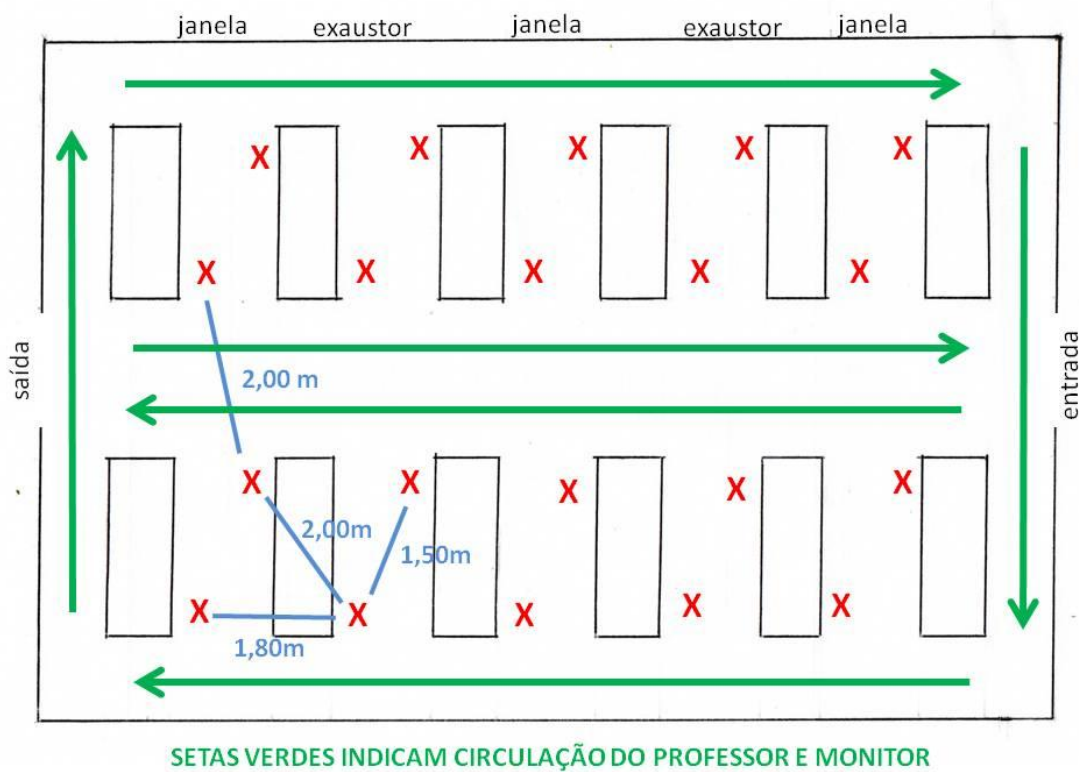 janela exaustor janela exaustor janela
X X X X X
X X X X X
saída
entrada
2,00 m
X X X X X X
2,00m
1,50m
X X X X X
1,80m
SETAS VERDES INDICAM CIRCULAÇÃO DO PROFESSOR E MONITOR